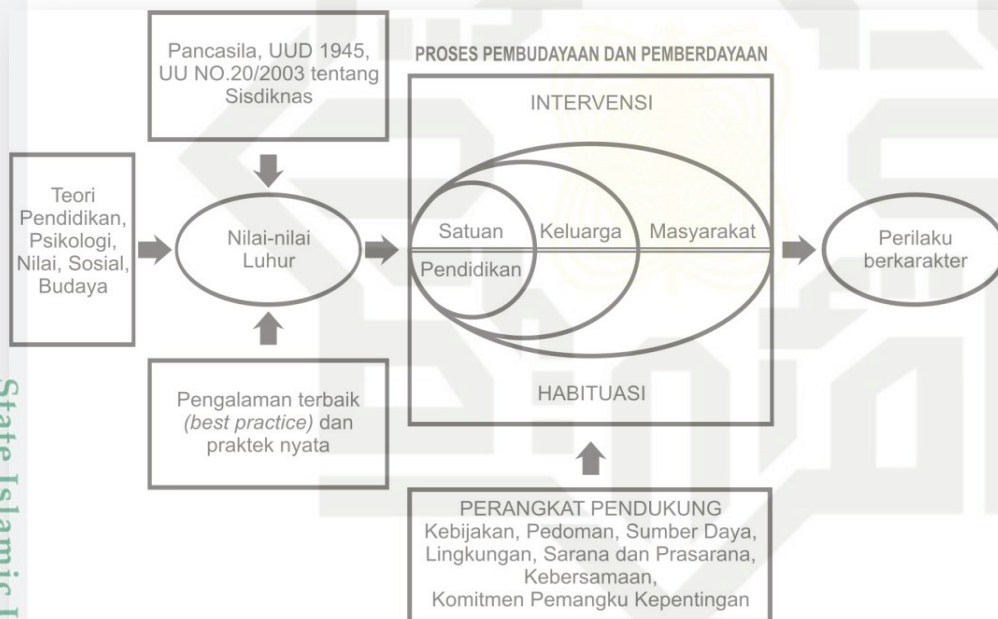 Pancasila, UUD 1945,
UU NO.20/2003 tentang
Sisdiknas
PROSES PEMBUDAYAAN DAN PEMBERDAYAAN
INTERVENSI
Teori
Pendidikan,
Psikologi,
Nilai, Sosial,
Budaya
Nilai-nilai
Luhur
Satuan
Pendidikan
Keluarga
Masyarakat
Perilaku
berkarakter
HABITUASI
Pengalaman terbaik
(best practice) dan
praktek nyata
PERANGKAT PENDUKUNG
Kebijakan, Pedoman, Sumber Daya,
Lingkungan, Sarana dan Prasarana,
Kebersamaan,
Komitmen Pemangku Kepentingan
State Islamic